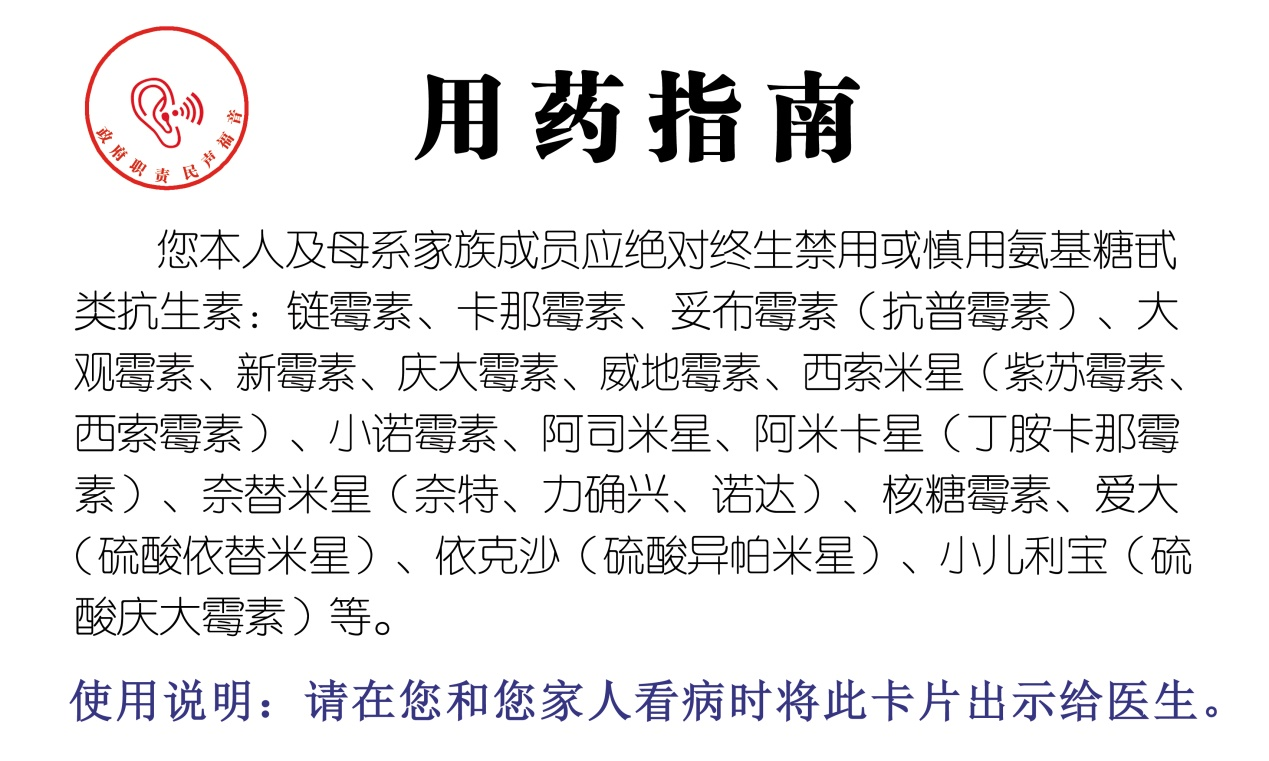 政府职责民声福音
用药指南
您本人及母系家族成员应绝对终生禁用或慎用氨基糖甙
类抗生素：链霉素、卡那霉素、妥布霉素（抗普霉素）、大
观霉素、新霉素、庆大霉素、威地霉素、西索米星（紫苏霉素、
西索霉素）、小诺霉素、阿司米星、阿米卡星（丁胺卡那霉
素）、奈替米星（奈特、力确兴、诺达）、核糖霉素、爱大
（硫酸依替米星）、依克沙（硫酸异帕米星）、小儿利宝（硫
酸庆大霉素）等。
使用说明：请在您和您家人看病时将此卡片出示给医生。